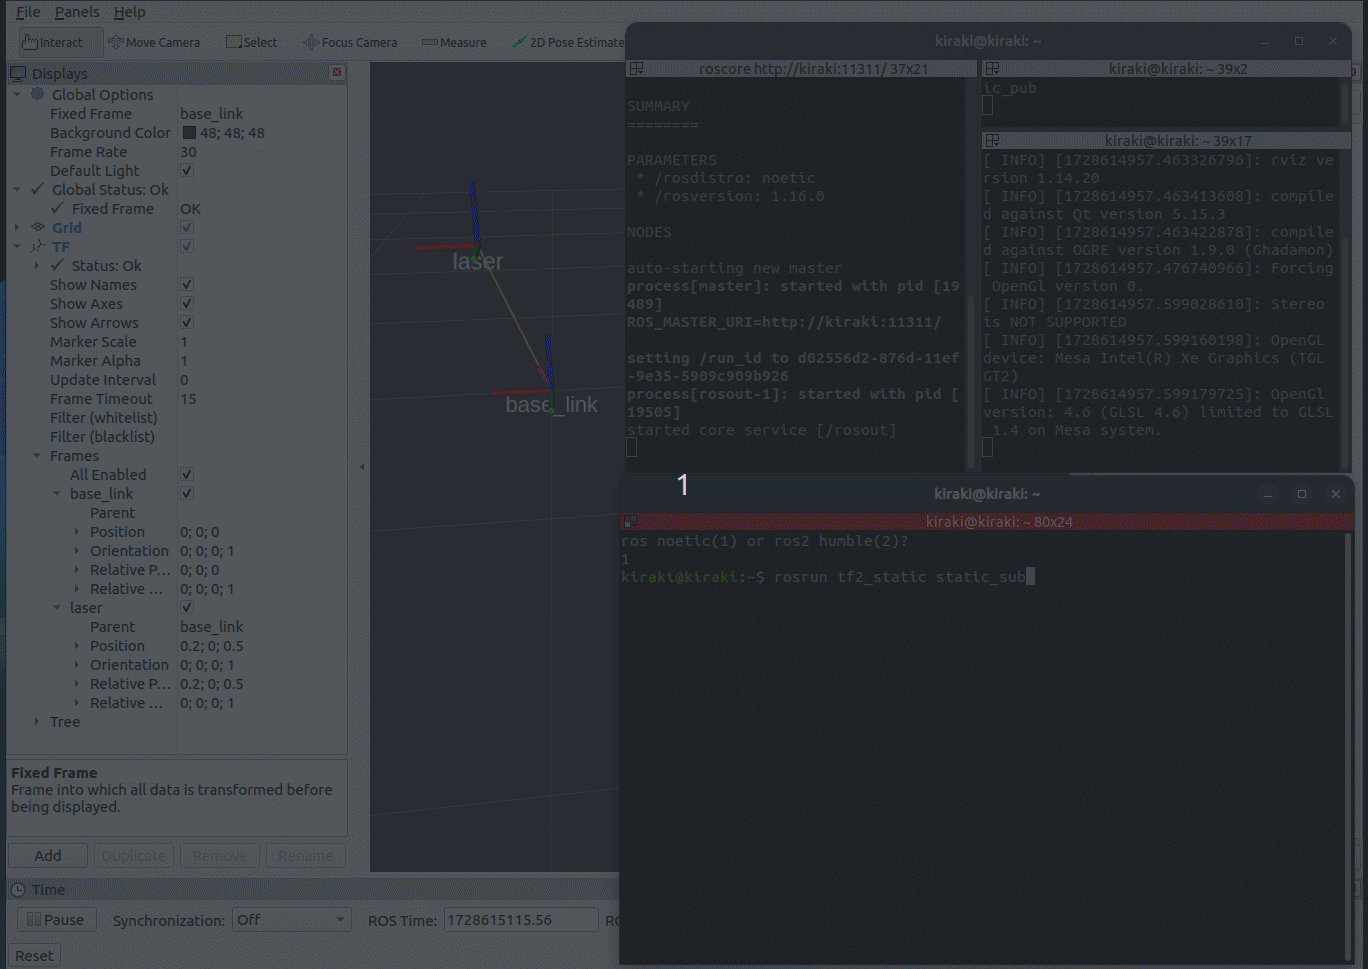 File Panels Help
Interact Move Camera Select Focus Camera Measure 2D Pose Estimate
Displays
Global Options
Fixed Frame base_link
Background Color 48; 48; 48
Frame Rate 30
Default Light
Global Status: Ok
Fixed Frame OK
Grid
TF
Status: Ok
Show Names
Show Axes
Show Arrows
Marker Scale 1
Marker Alpha 1
Update Interval 0
Frame Timeout 15
Filter (whitelist)
Filter (blacklist)
Frames
All Enabled
base_link
Parent
Position 0; 0; 0
Orientation 0; 0; 0; 1
Relative P... 0; 0; 0
Relative ... 0; 0; 0; 1
laser
Parent base_link
Position 0.2; 0; 0.5
Orientation 0; 0; 0; 1
Relative P... 0.2; 0; 0.5
Relative ... 0; 0; 0; 1
Tree
Fixed Frame
Frame into which all data is transformed before
being displayed.
Add Duplicate Remove Rename
Time
Pause Synchronization: Off ROS Time: 1728615115.56
Reset
laser
base_link
kiraki@kiraki: ~
roscore http://kiraki:11311/ 37x21
SUMMARY
========
PARAMETERS
* /rosdistro: noetic
* /rosversion: 1.16.0
NODES
auto-starting new master
process[master]: started with pid [19
489]
ROS_MASTER_URI=http://kiraki:11311/
setting /run_id to d02556d2-876d-11ef
-9e35-5909c909b926
process[rosout-1]: started with pid [
19505]
started core service [/rosout]
kiraki@kiraki: ~ 39x2
ic_pub
kiraki@kiraki: ~ 39x17
[ INFO] [1728614957.463326796]: rviz ve
rsion 1.14.20
[ INFO] [1728614957.463413608]: compile
d against Qt version 5.15.3
[ INFO] [1728614957.463422878]: compile
d against OGRE version 1.9.0 (Ghadamon)
[ INFO] [1728614957.476740966]: Forcing
OpenGl version 0.
[ INFO] [1728614957.599028610]: Stereo
is NOT SUPPORTED
[ INFO] [1728614957.599160198]: OpenGL
device: Mesa Intel(R) Xe Graphics (TGL
GT2)
[ INFO] [1728614957.599179725]: OpenGl
version: 4.6 (GLSL 4.6) limited to GLSL
1.4 on Mesa system.
1
kiraki@kiraki: ~
kiraki@kiraki: ~ 80x24
ros noetic(1) or ros2 humble(2)?
1
kiraki@kiraki:~$ rosrun tf2_static static_sub